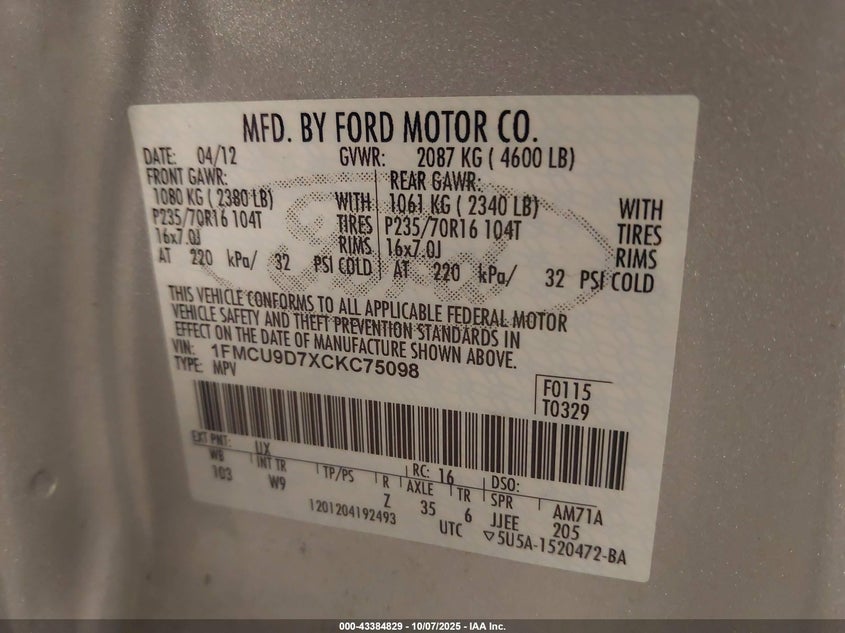 MFD. BY FORD MOTOR CO.
DATE: 04/12 GVWR: 2087 KG ( 4600 LB)
FRONT GAWR: REAR GAWR:
1080 KG ( 2380 LB) WITH 1061 KG ( 2340 LB) WITH
P235/70R16 104T TIRES P235/70R16 104T TIRES
16x7.0J RIMS 16x7.0J RIMS
AT 220 kPa/ 32 PSI COLD AT 220 kPa/ 32 PSI COLD
THIS VEHICLE CONFORMS TO ALL APPLICABLE FEDERAL MOTOR
VEHICLE SAFETY AND THEFT PREVENTION STANDARDS IN
EFFECT ON THE DATE OF MANUFACTURE SHOWN ABOVE.
VIN: 1FMCU9D7XCKC75098
TYPE: MPV
F0115
T0329
EXT PNT: UX RC: 16 DSO:
WB INT TR TP/PS R AXLE TR SPR AM71A
103 W9 Z 35 6 JJEE 205
1201204192493 UTC ▽5U5A-1520472-BA
000-43384829 - 10/07/2025 - IAA Inc.